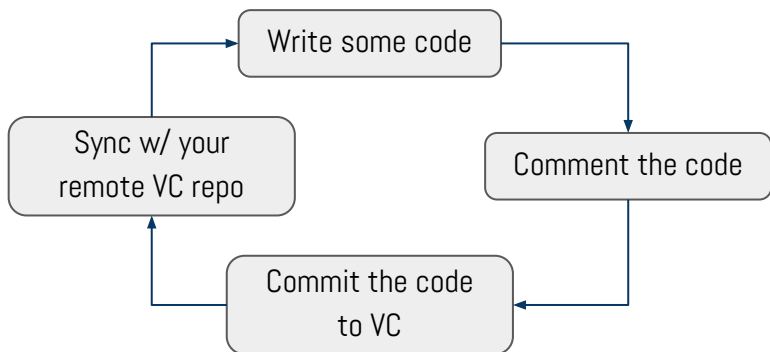 Write some code
Comment the code
Commit the code
to VC
Sync w/ your
remote VC repo